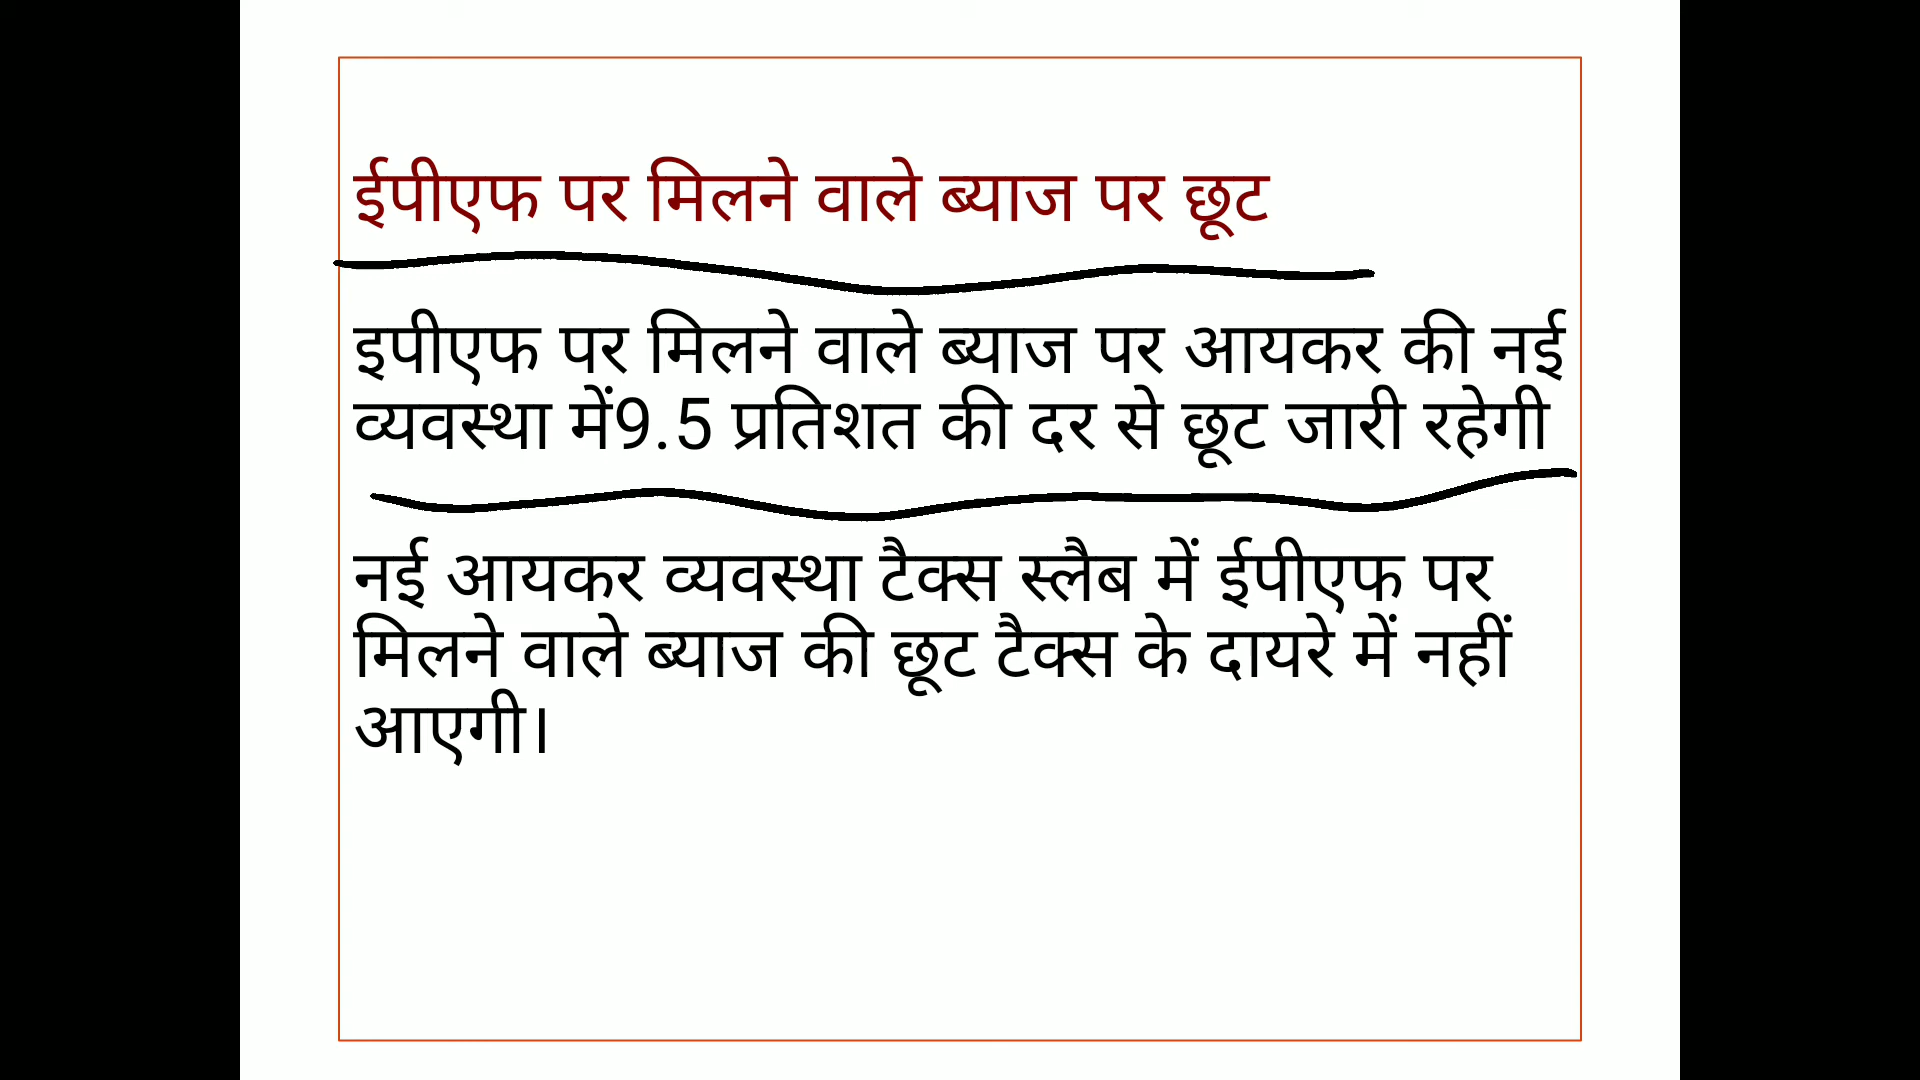 ईपीएफ पर मिलने वाले ब्याज पर छूट
इपीएफ पर मिलने वाले ब्याज पर आयकर की नई
व्यवस्था में9.5 प्रतिशत की दर से छूट जारी रहेगी
नई आयकर व्यवस्था टैक्स स्लैब में ईपीएफ पर
मिलने वाले ब्याज की छूट टैक्स के दायरे में नहीं
आएगी।